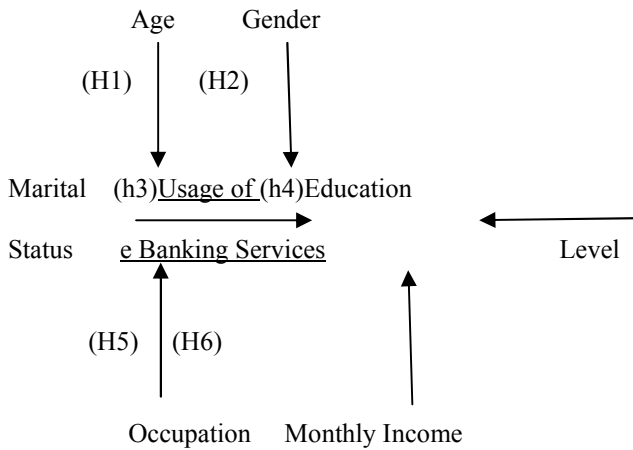 Age Gender
(H1) (H2)
Marital (h3)Usage of (h4)Education
Status e Banking Services Level
(H5) (H6)
Occupation Monthly Income